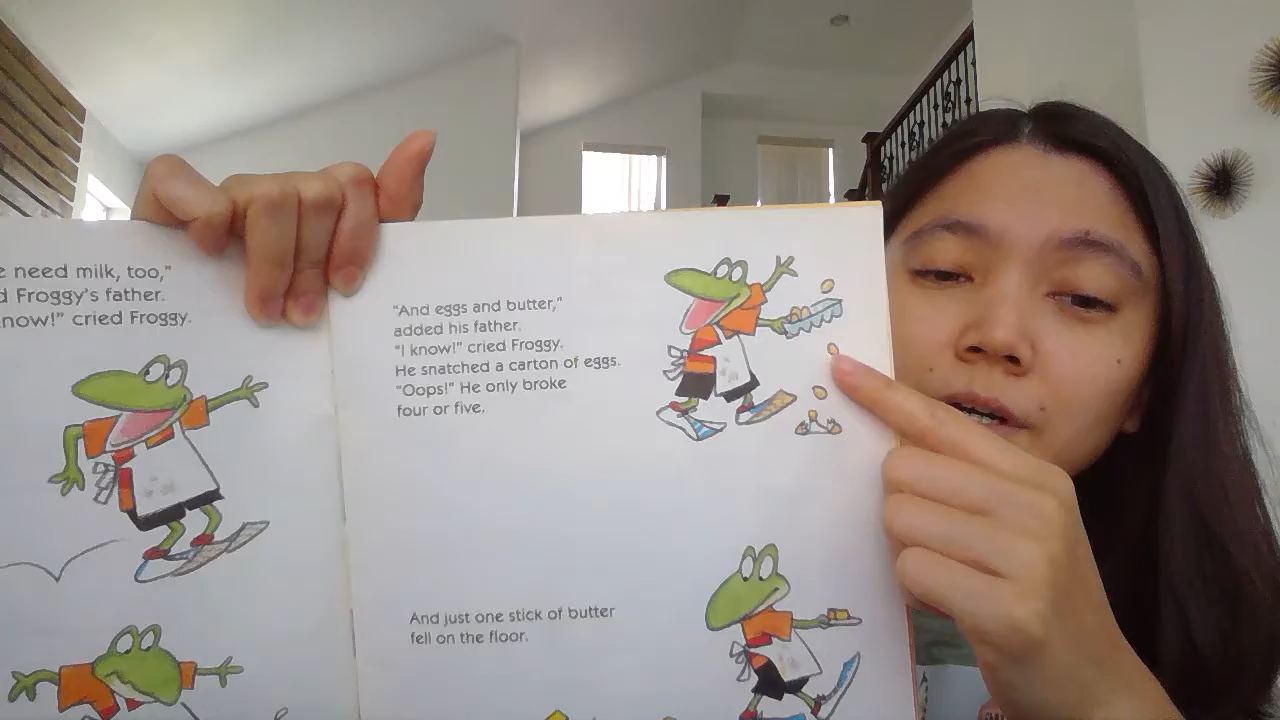 e need milk, too,"
d Froggy's father.
now!" cried Froggy.
"And eggs and butter,"
added his father.
"I know!" cried Froggy.
He snatched a carton of eggs.
"Oops!" He only broke
four or five.
And just one stick of butter
fell on the floor.